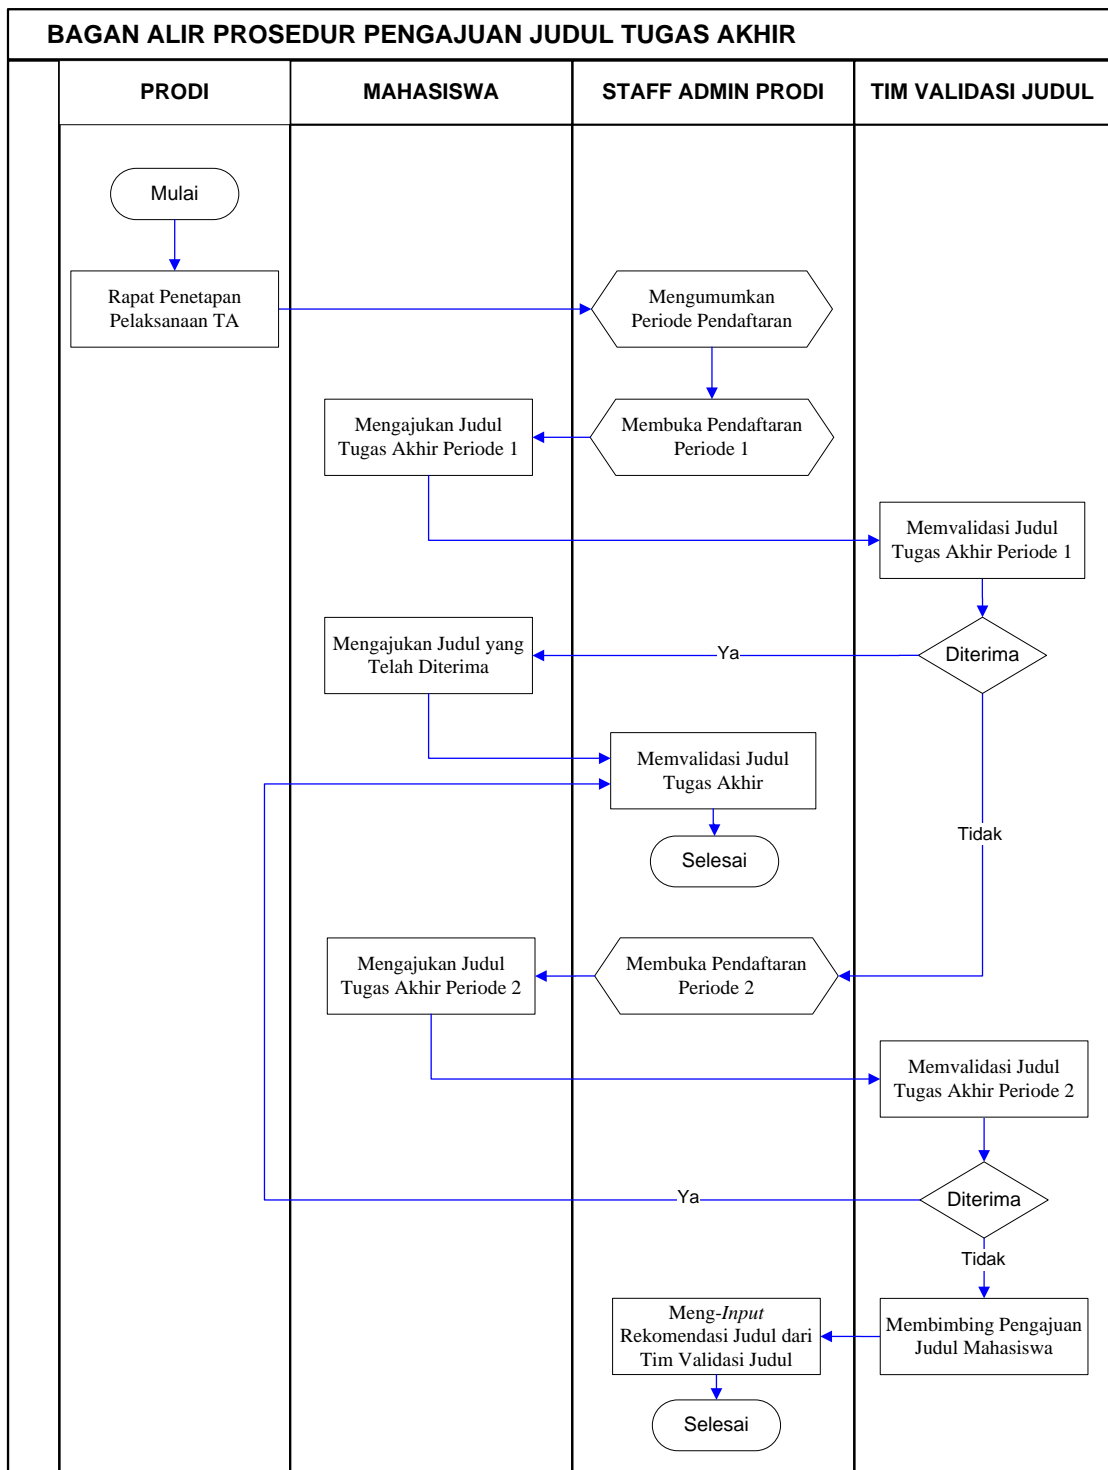 BAGAN ALIR PROSEDUR PENGAJUAN JUDUL TUGAS AKHIR
PRODI
MAHASISWA
STAFF ADMIN PRODI
TIM VALIDASI JUDUL
Mulai
Rapat Penetapan
Pelaksanaan TA
Mengumumkan
Periode Pendaftaran
Mengajukan Judul
Tugas Akhir Periode 1
Membuka Pendaftaran
Periode 1
Memvalidasi Judul
Tugas Akhir Periode 1
Mengajukan Judul yang
Telah Diterima
Ya
Diterima
Memvalidasi Judul
Tugas Akhir
Tidak
Selesai
Mengajukan Judul
Tugas Akhir Periode 2
Membuka Pendaftaran
Periode 2
Memvalidasi Judul
Tugas Akhir Periode 2
Ya
Diterima
Tidak
Meng-Input
Rekomendasi Judul dari
Tim Validasi Judul
Membimbing Pengajuan
Judul Mahasiswa
Selesai